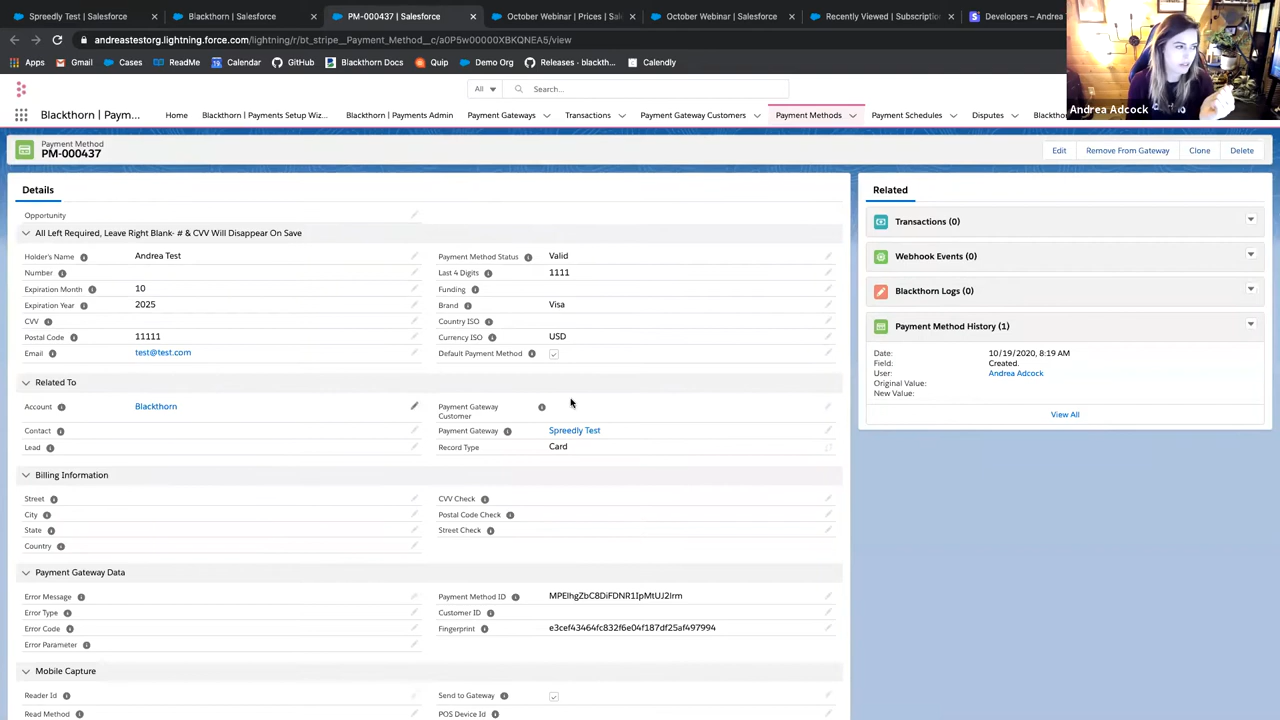 Spreedly Test | Salesforce
Blackthorn | Salesforce
PM-000437 | Salesforce
October Webinar | Prices | Sal
October Webinar | Salesforce
Recently Viewed | Subscription
Developers – Andrea
andreastestorg.lightning.force.com/lightning/r/bt_stripe__Payment_Method__c/a0P5w00000XBKQNEA5/view
Apps Gmail Cases ReadMe Calendar GitHub Blackthorn Docs Quip Demo Org Releases · blackth... Calendly
Andrea Adcock
All Search...
Blackthorn | Paym... Home Blackthorn | Payments Setup Wiz... Blackthorn | Payments Admin Payment Gateways Transactions Payment Gateway Customers Payment Methods Payment Schedules Disputes Blacktho
Payment Method
PM-000437
Edit Remove From Gateway Clone Delete
Details
Opportunity
All Left Required, Leave Right Blank- # & CVV Will Disappear On Save
Holder's Name Andrea Test Payment Method Status Valid
Number Last 4 Digits 1111
Expiration Month 10 Funding
Expiration Year 2025 Brand Visa
CVV Country ISO
Postal Code 11111 Currency ISO USD
Email test@test.com Default Payment Method
Related To
Account Blackthorn Payment Gateway
Customer
Contact Payment Gateway Spreedly Test
Lead Record Type Card
Billing Information
Street CVV Check
City Postal Code Check
State Street Check
Country
Payment Gateway Data
Error Message Payment Method ID MPElhgZbC8DiFDNR1IpMtUJ2lrm
Error Type Customer ID
Error Code Fingerprint e3cef43464fc832f6e04f187df25af497994
Error Parameter
Mobile Capture
Reader Id Send to Gateway
Read Method POS Device Id
Related
Transactions (0)
Webhook Events (0)
Blackthorn Logs (0)
Payment Method History (1)
Date: 10/19/2020, 8:19 AM
Field: Created.
User: Andrea Adcock
Original Value:
New Value:
View All